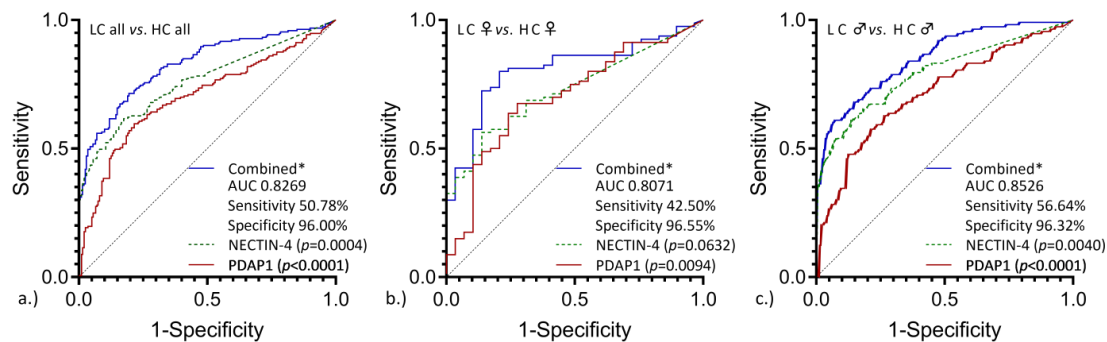 LC all vs. HC all
1.0
0.5
0.0
Sensitivity
Combined*
AUC 0.8269
Sensitivity 50.78%
Specificity 96.00%
NECTIN-4 (p=0.0004)
PDAP1 (p<0.0001)
0.0
0.5
1.0
1-Specificity
a.)
LC ♀ vs. HC ♀
1.0
0.5
0.0
Sensitivity
Combined*
AUC 0.8071
Sensitivity 42.50%
Specificity 96.55%
NECTIN-4 (p=0.0632)
PDAP1 (p=0.0094)
0.0
0.5
1.0
1-Specificity
b.)
LC ♂ vs. HC ♂
1.0
0.5
0.0
Sensitivity
Combined*
AUC 0.8526
Sensitivity 56.64%
Specificity 96.32%
NECTIN-4 (p=0.0040)
PDAP1 (p<0.0001)
0.0
0.5
1.0
1-Specificity
c.)